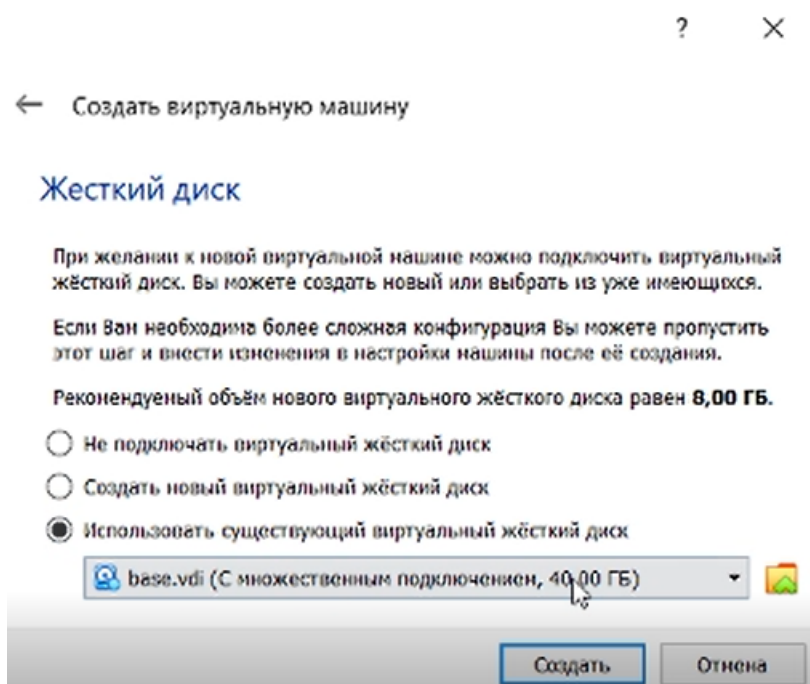 ?
Создать виртуальную машину
Жесткий диск
При желании к новой виртуальной машине можно подключить виртуальный
жёсткий диск. Вы можете создать новый или выбрать из уже имеющихся.
Если Вам необходима более сложная конфигурация Вы можете пропустить
этот шаг и внести изменения в настройки машины после её создания.
Рекомендуемый объём нового виртуального жёсткого диска равен 8,00 ГБ.
Не подключать виртуальный жёсткий диск
Создать новый виртуальный жёсткий диск
Использовать существующий виртуальный жёсткий диск
base.vdi (С множественным подключением, 40,00 ГБ)
Создать
Отмена